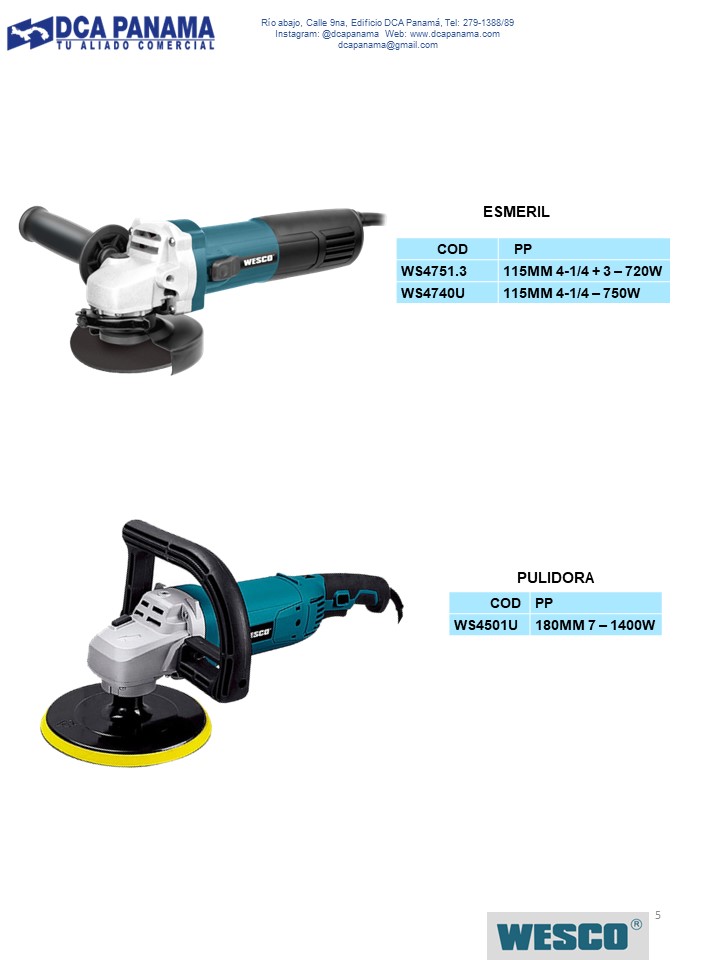 DCA PANAMA
TU ALIADO COMERCIAL
Río abajo, Calle 9na, Edificio DCA Panamá, Tel: 279-1388/89
Instagram: @dcapanama Web: www.dcapanama.com
dcapanama@gmail.com
ESMERIL
COD PP
WS4751.3 115MM 4-1/4 + 3 – 720W
WS4740U 115MM 4-1/4 – 750W
WESCO
PULIDORA
COD PP
WS4501U 180MM 7 – 1400W
WESCO
5
WESCO®